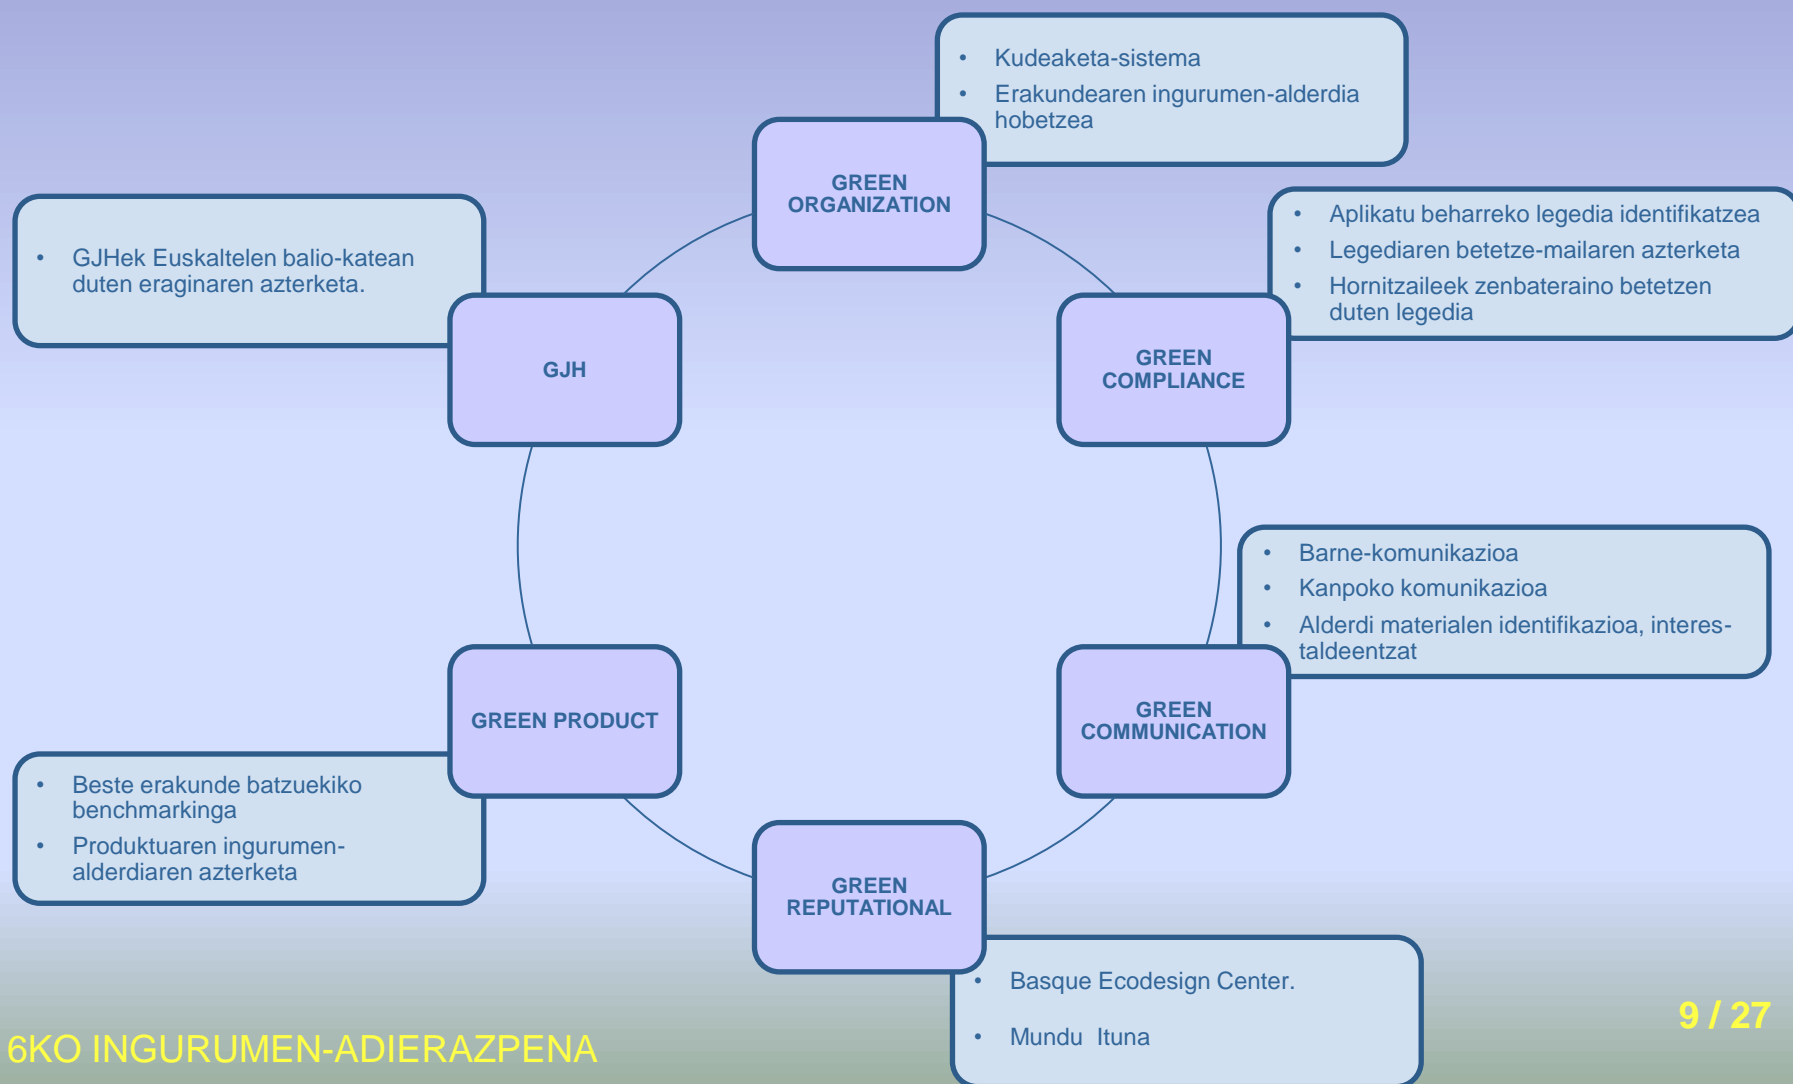 • Kudeaketa-sistema
• Erakundearen ingurumen-alderdia
hobetzea
GREEN
ORGANIZATION
• Aplikatu beharreko legedia identifikatzea
• Legediaren betetze-mailaren azterketa
• Hornitzaileek zenbateraino betetzen
duten legedia
GREEN
COMPLIANCE
• Barne-komunikazioa
• Kanpoko komunikazioa
• Alderdi materialen identifikazioa, interes-
taldeentzat
GREEN
COMMUNICATION
GREEN
REPUTATIONAL
• Basque Ecodesign Center.
• Mundu Ituna
GREEN PRODUCT
• Beste erakunde batzuekiko
benchmarkinga
• Produktuaren ingurumen-
alderdiaren azterketa
• GJHek Euskaltelen balio-katean
duten eraginaren azterketa.
GJH
6KO INGURUMEN-ADIERAZPENA
9 / 27